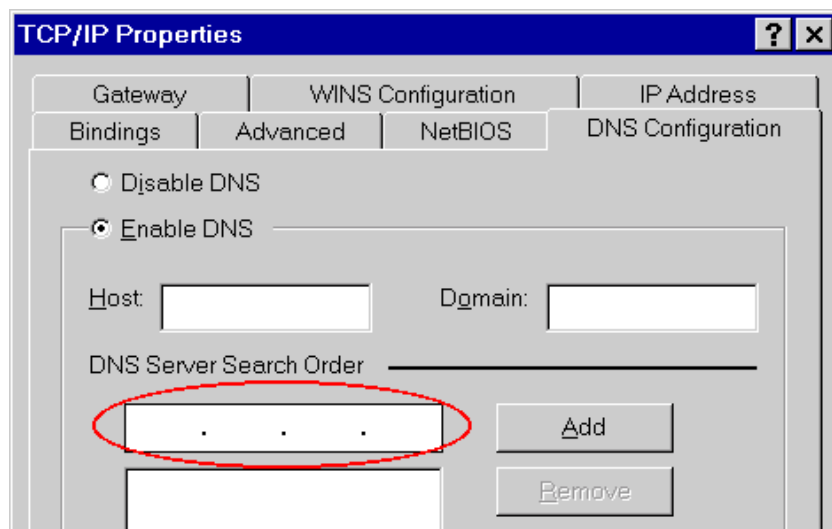 TCP/IP Properties ? ×
Gateway WINS Configuration IP Address
Bindings Advanced NetBIOS DNS Configuration
Disable DNS
Enable DNS
Host: Domain:
DNS Server Search Order
. . . Add
Remove